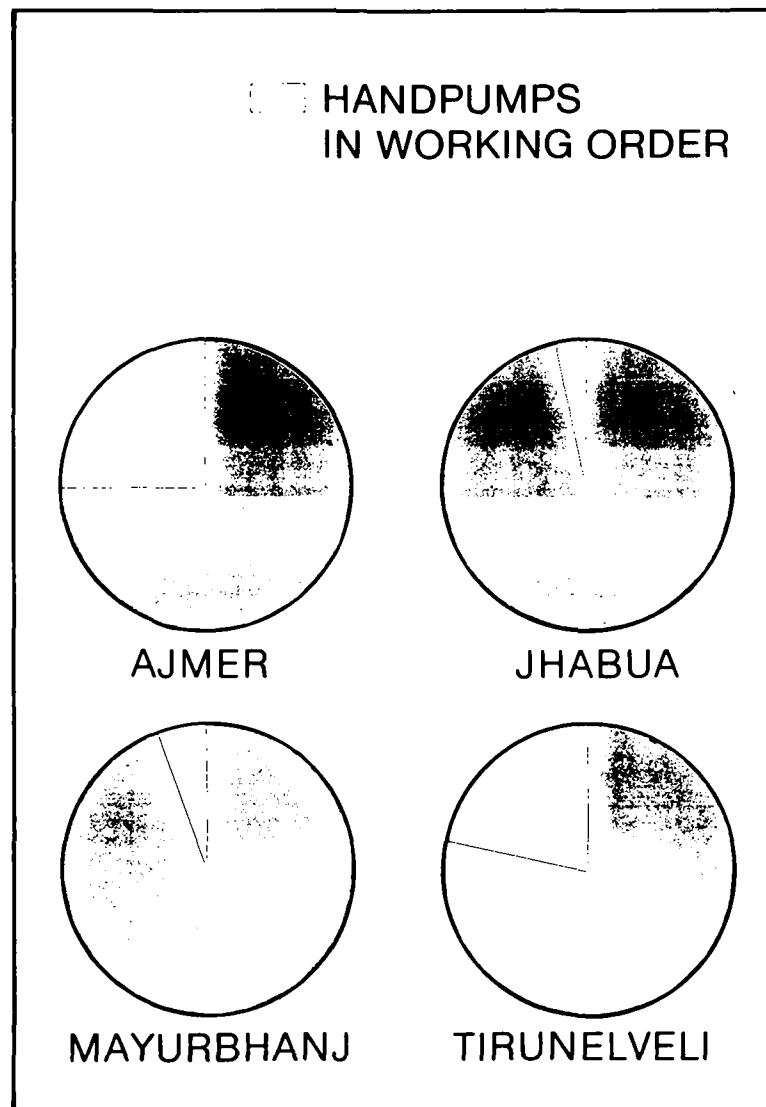 HANDPUMPS
IN WORKING ORDER
AJMER
JHABUA
MAYURBHANJ
TIRUNELVELI